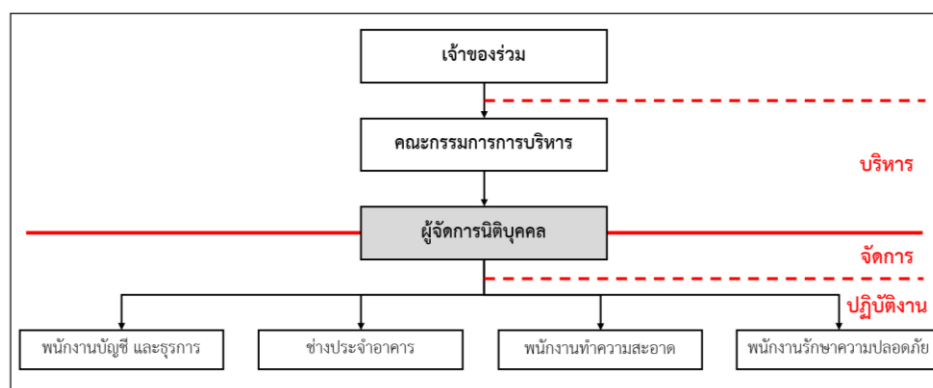 เจ้าของร่วม
คณะกรรมการการบริหาร
บริหาร
ผู้จัดการนิติบุคคล
จัดการ
ปฏิบัติงาน
พนักงานบัญชี และธุรการ
ช่างประจำอาคาร
พนักงานทำความสะอาด
พนักงานรักษาความปลอดภัย